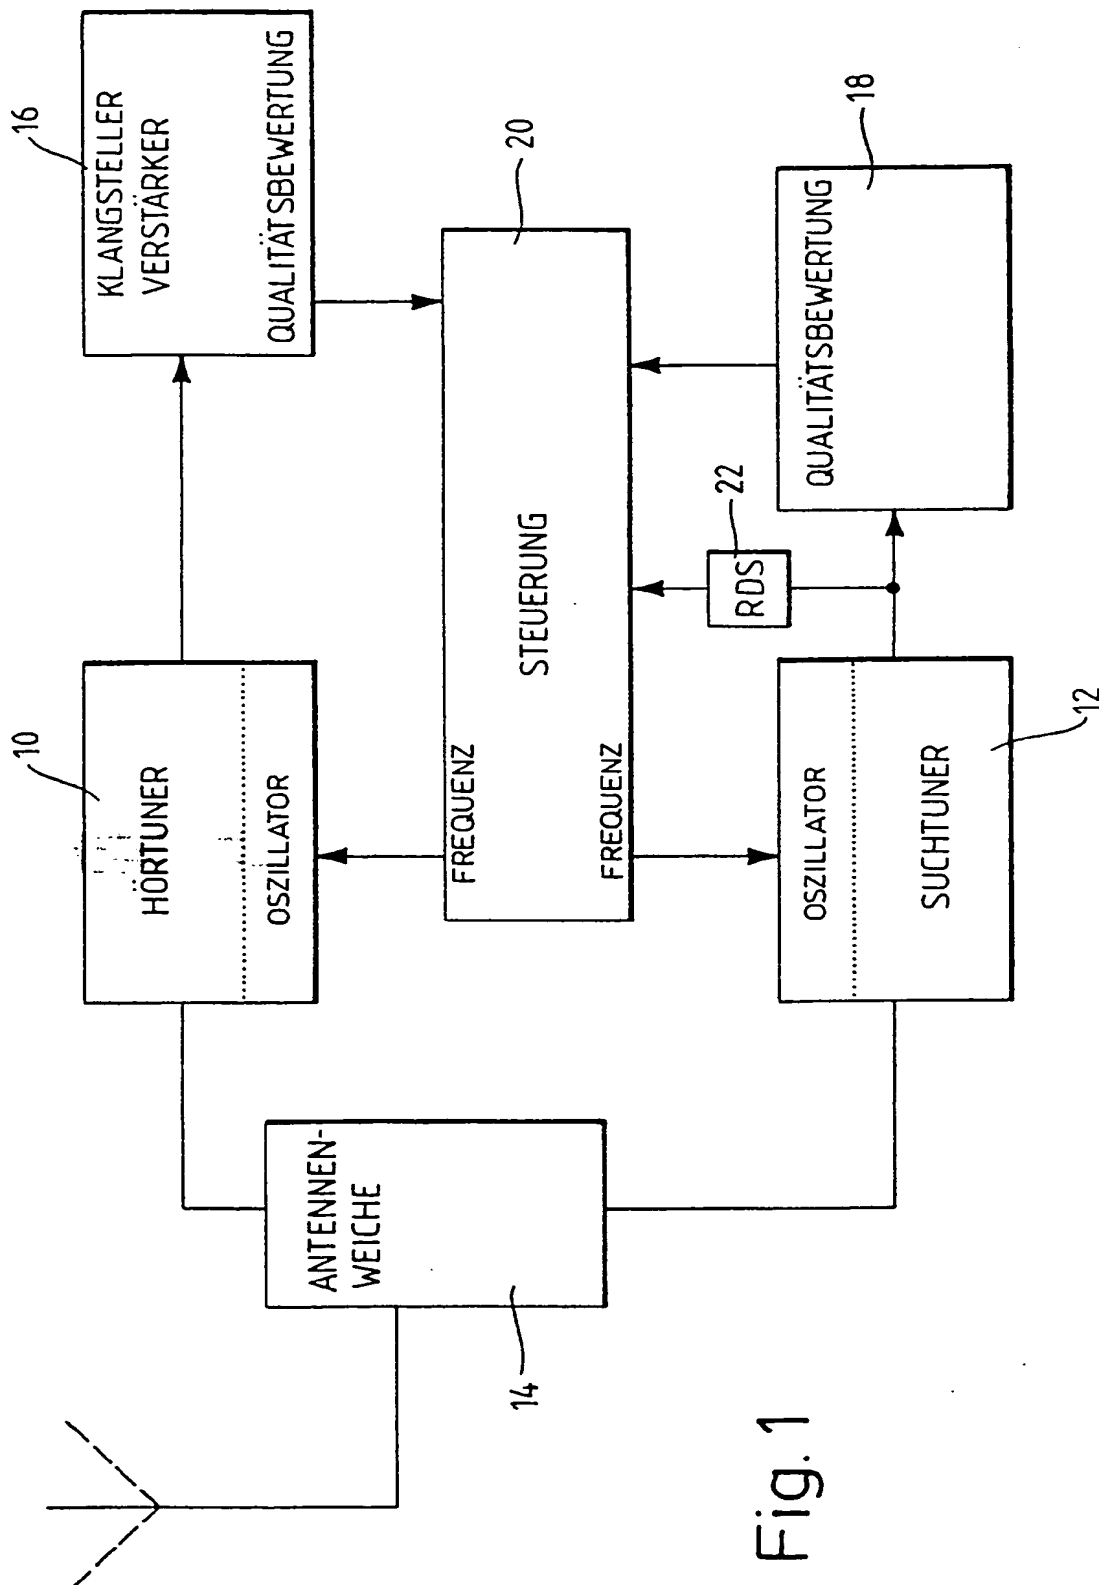 16
KLANGSTELLER
VERSTÄRKER
QUALITÄTSBEWERTUNG
10
HÖRTUNER
OSZILLATOR
20
FREQUENZ
STEUERUNG
FREQUENZ
ANTENNEN-
WEICHE
14
22
RDS
18
QUALITÄTSBEWERTUNG
OSZILLATOR
SUCHTUNER
12
Fig. 1